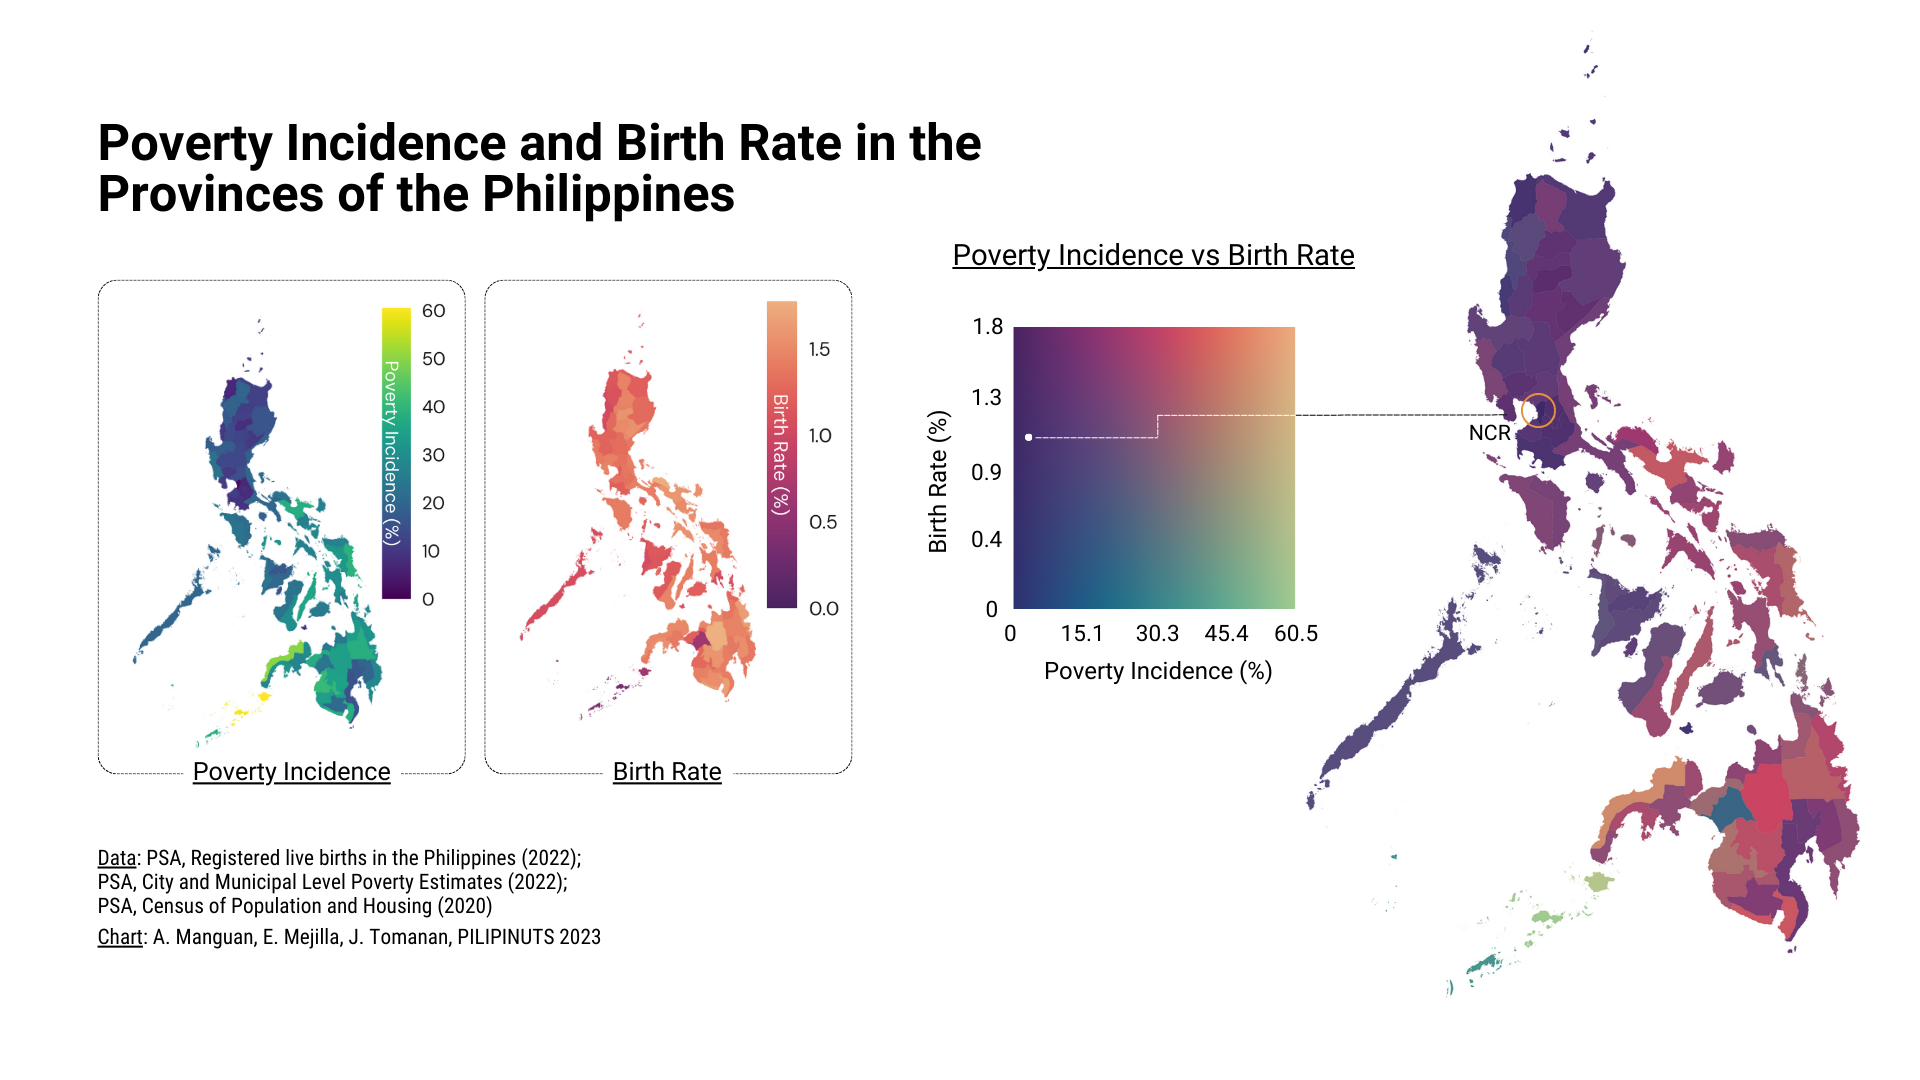 Poverty Incidence and Birth Rate in the
Provinces of the Philippines
60
50
40
30
20
10
0
Poverty Incidence (%)
Poverty Incidence
1.5
1.0
0.5
0.0
Birth Rate (%)
Birth Rate
Poverty Incidence vs Birth Rate
1.8
1.3
0.9
0.4
0
Birth Rate (%)
0 15.1 30.3 45.4 60.5
Poverty Incidence (%)
NCR
Data: PSA, Registered live births in the Philippines (2022);
PSA, City and Municipal Level Poverty Estimates (2022);
PSA, Census of Population and Housing (2020)
Chart: A. Manguan, E. Mejilla, J. Tomanan, PILIPINUTS 2023